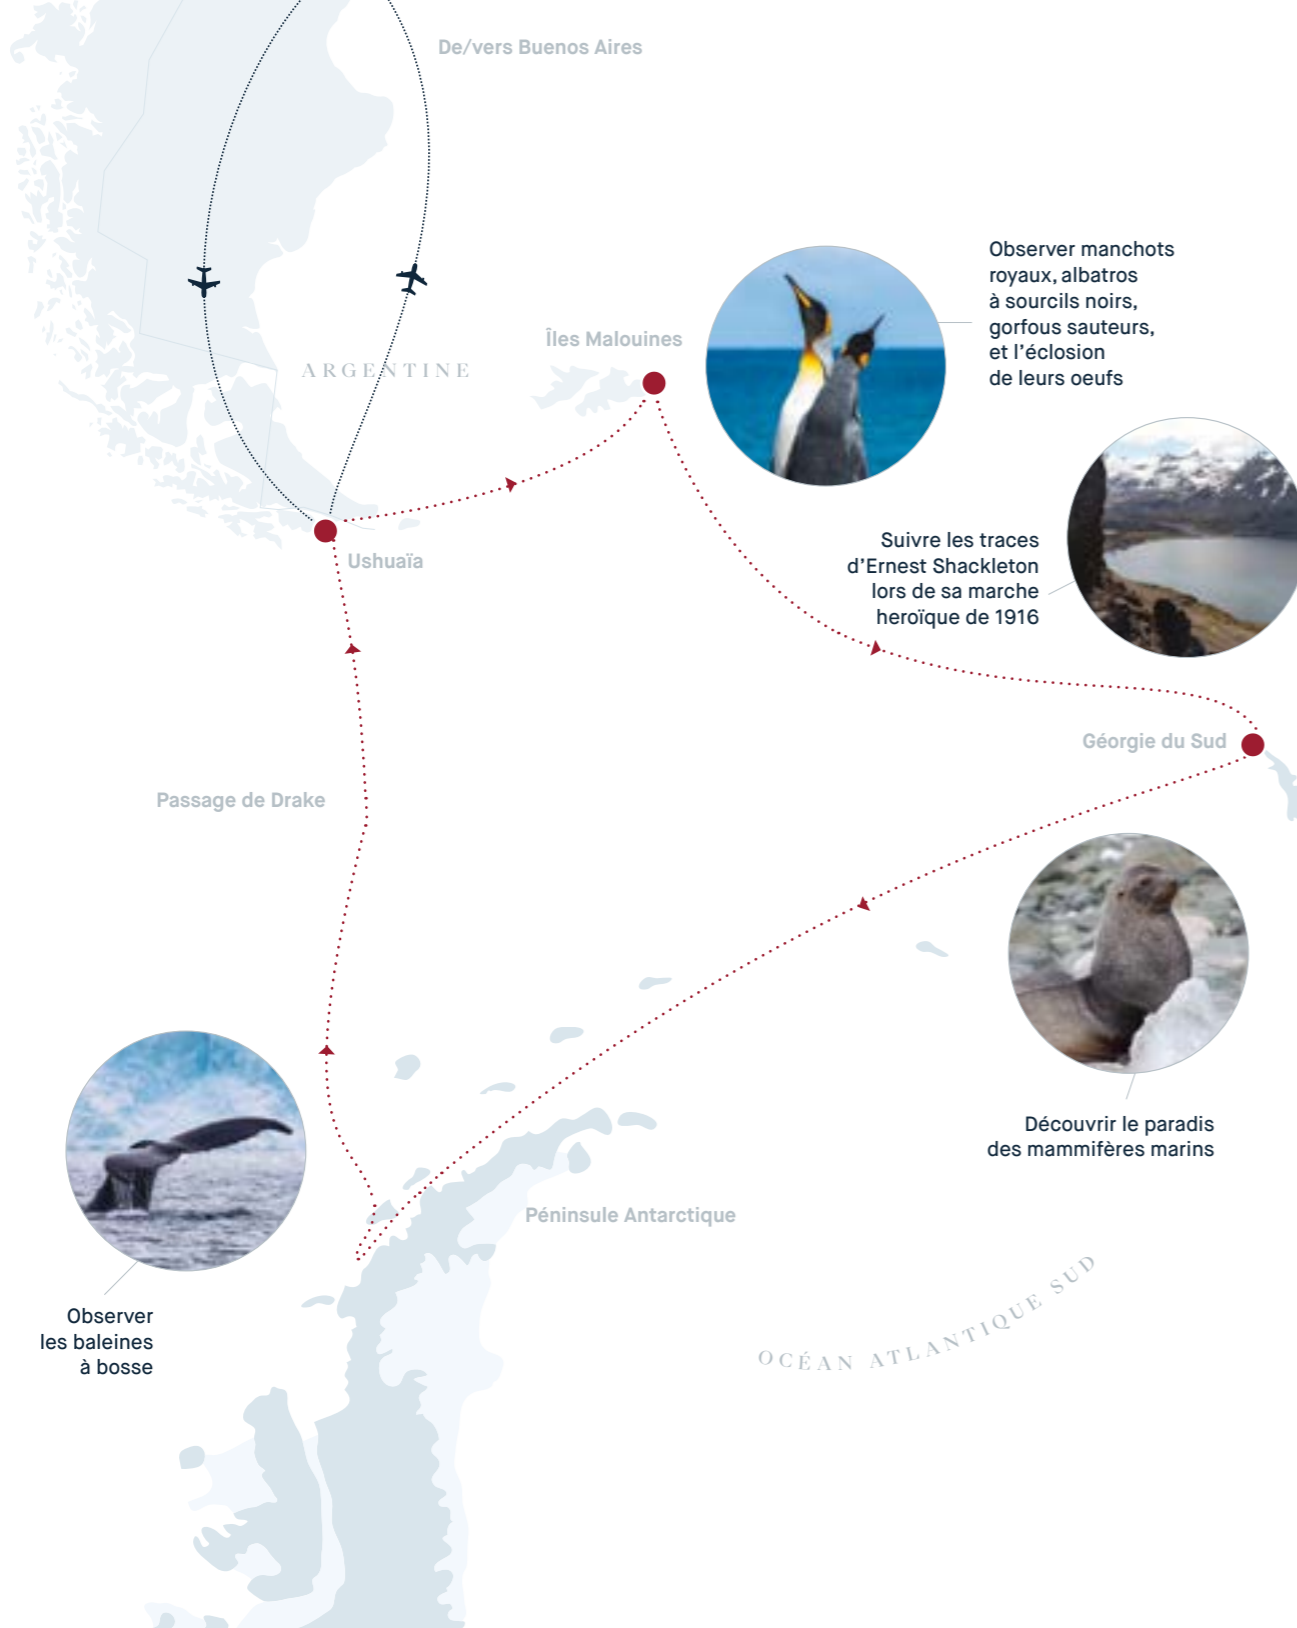 De/vers Buenos Aires
Observer manchots
royaux, albatros
à sourcils noirs,
gorfous sauteurs,
et l'éclosion
de leurs oeufs
Îles Malouines
ARGENTINE
Suivre les traces
d'Ernest Shackleton
lors de sa marche
heroïque de 1916
Ushuaïa
Géorgie du Sud
Passage de Drake
Découvrir le paradis
des mammifères marins
Péninsule Antarctique
Observer
les baleines
à bosse
OCÉAN ATLANTIQUE SUD